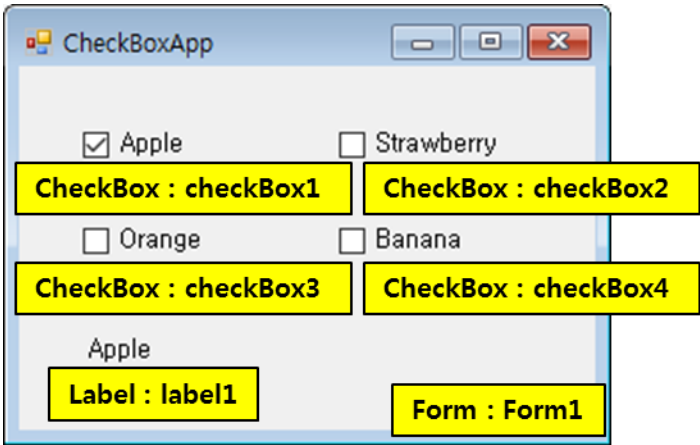 CheckBoxApp
Apple
Strawberry
CheckBox : checkBox1
CheckBox : checkBox2
Orange
Banana
CheckBox : checkBox3
CheckBox : checkBox4
Apple
Label : label1
Form : Form1